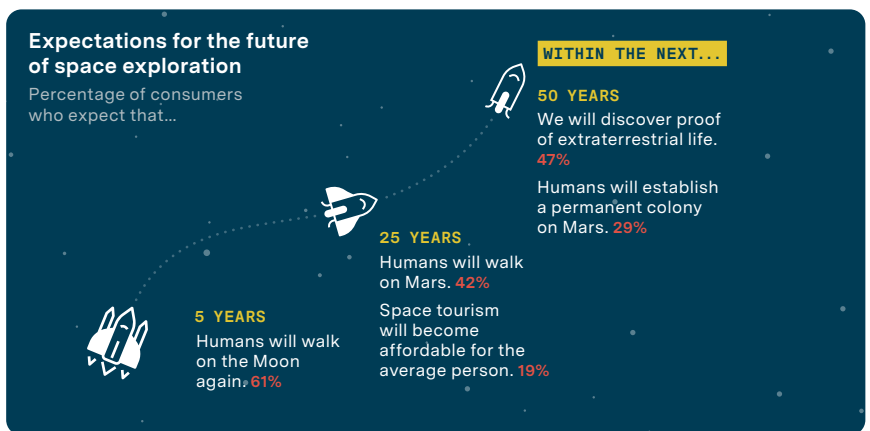 Expectations for the future
of space exploration
Percentage of consumers
who expect that...
WITHIN THE NEXT...
50 YEARS
We will discover proof
of extraterrestrial life.
47%
Humans will establish
a permanent colony
on Mars. 29%
25 YEARS
Humans will walk
on Mars. 42%
Space tourism
will become
affordable for the
average person. 19%
5 YEARS
Humans will walk
on the Moon
again. 61%